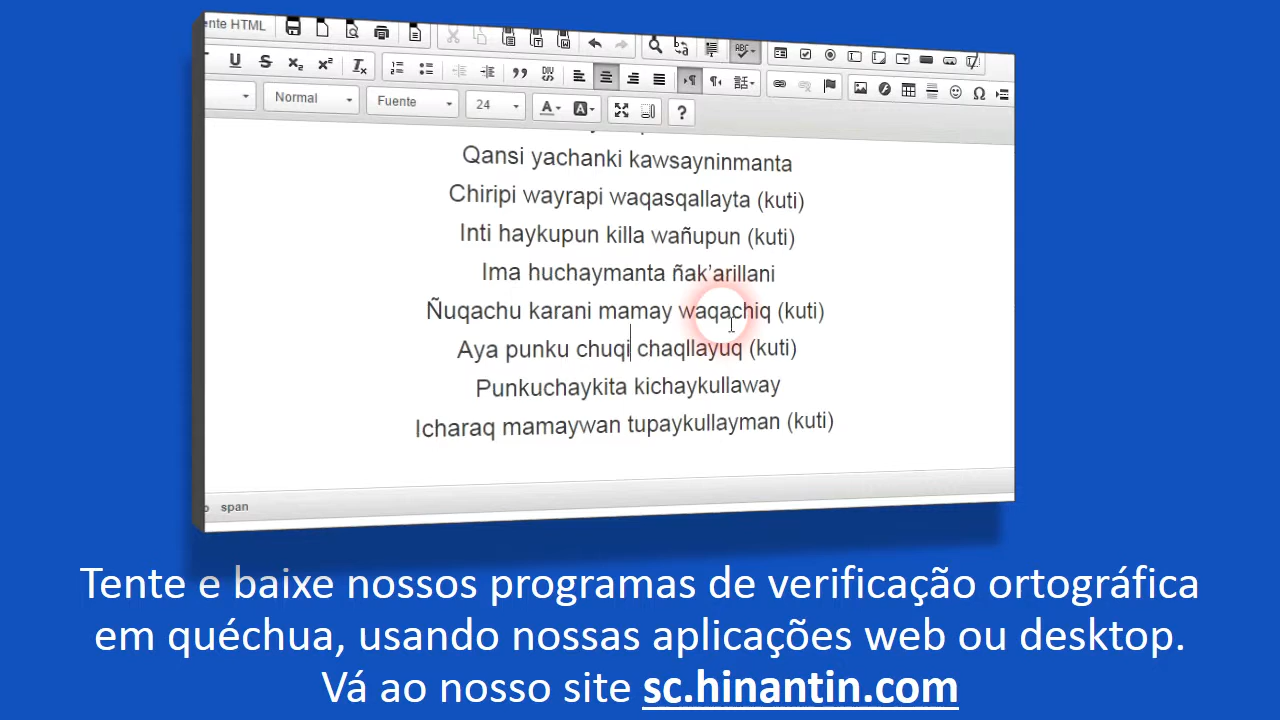 ente HTML
Normal
Fuente
24
Qansi yachanki kawsayninmanta
Chiripi wayrapi waqasqallayta (kuti)
Inti haykupun killa wañupun (kuti)
Ima huchaymanta ñak’arillani
Ñuqachu karani mamay waqachiq (kuti)
Aya punku chuqi chaqllayuq (kuti)
Punkuchaykita kichaykullaway
Icharaq mamaywan tupaykullayman (kuti)
span
Tente e baixe nossos programas de verificação ortográfica
em quéchua, usando nossas aplicações web ou desktop.
Vá ao nosso site sc.hinantin.com